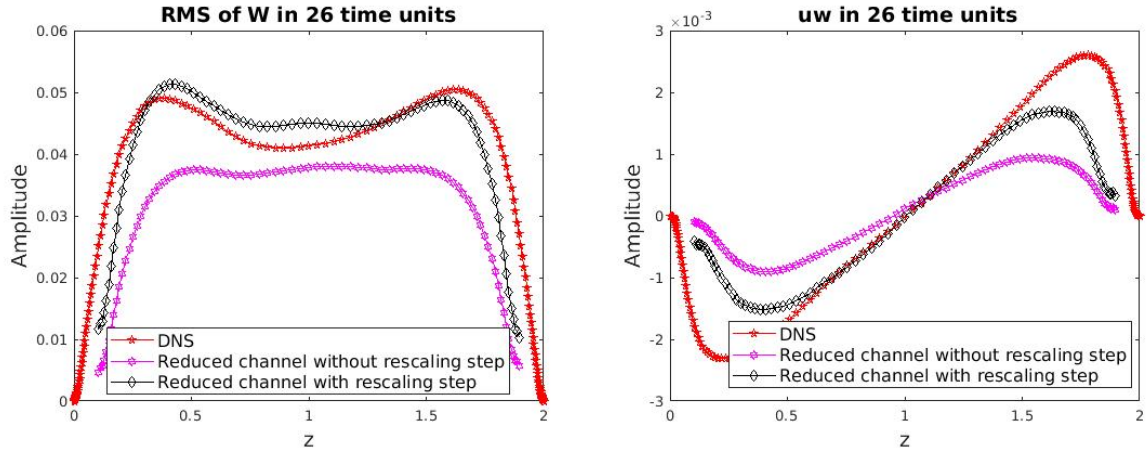 RMS of W in 26 time units
0.06
0.05
0.04
0.03
0.02
0.01
0
Amplitude
DNS
Reduced channel without rescaling step
Reduced channel with rescaling step
0 0.5 1 1.5 2
z
uw in 26 time units
×10⁻³
3
2
1
0
-1
-2
-3
Amplitude
DNS
Reduced channel without rescaling step
Reduced channel with rescaling step
0 0.5 1 1.5 2
z